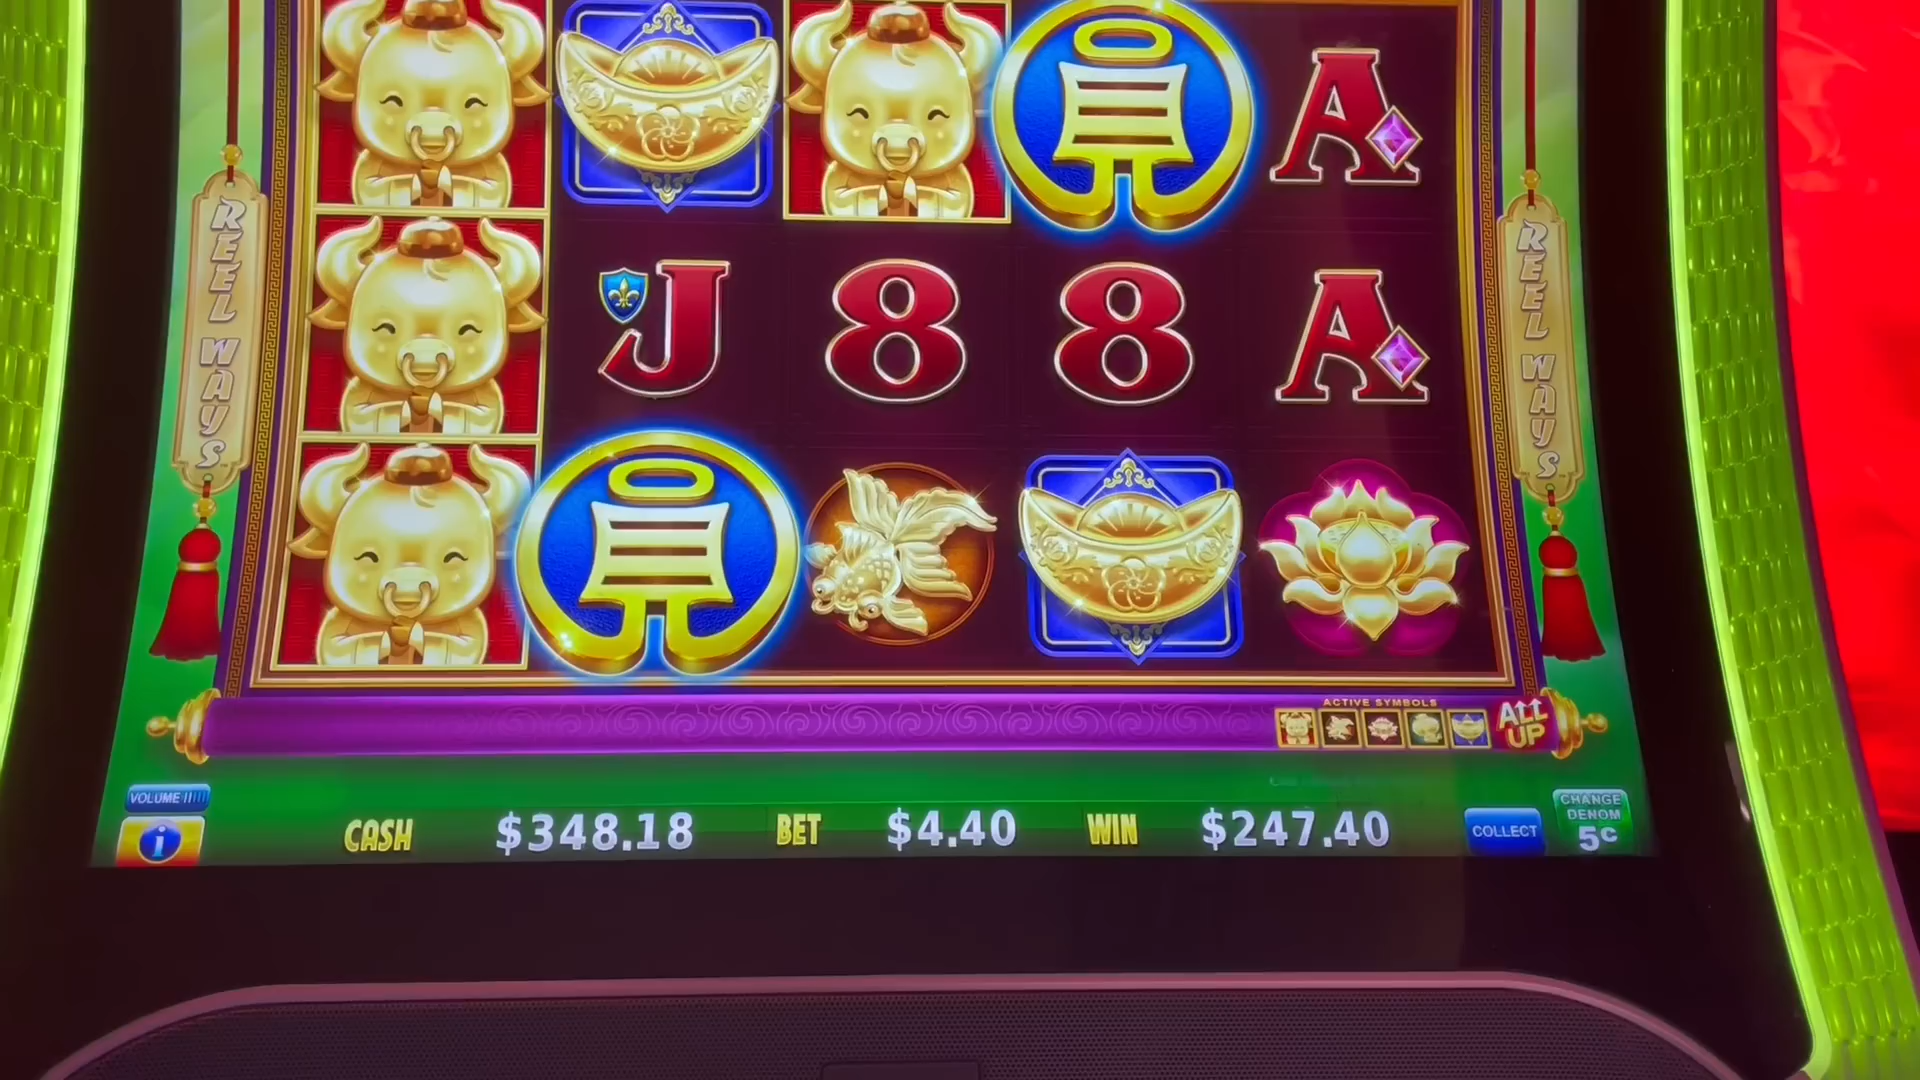 A
REEL WAYS
REEL WAYS
J 8 8 A
ACTIVE SYMBOLS
ALL UP
VOLUME
CASH $348.18 BET $4.40 WIN $247.40
COLLECT
CHANGE
DENOM
5¢
i